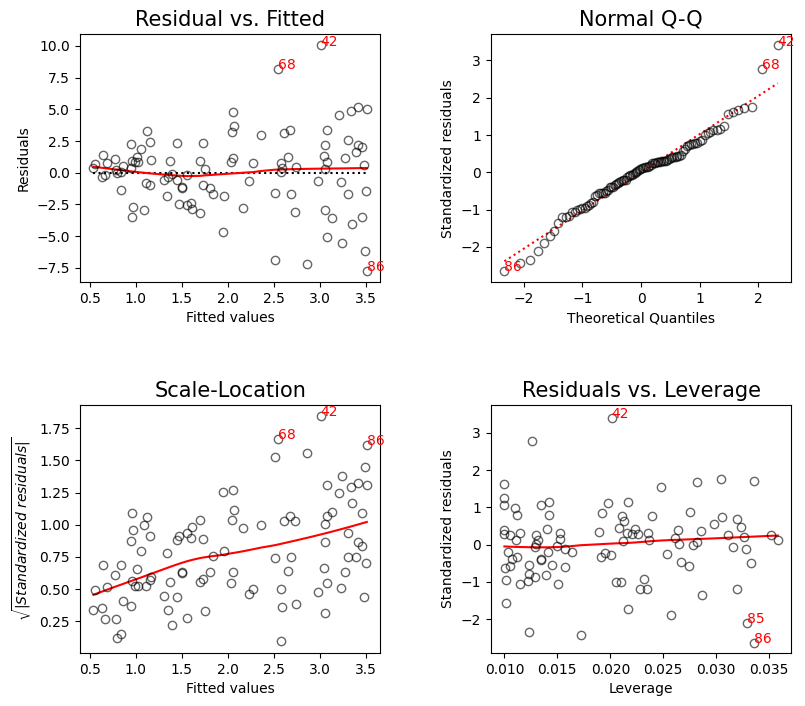 Residual vs. Fitted
Residuals
10.0
7.5
5.0
2.5
0.0
−2.5
−5.0
−7.5
42
68
86
0.5 1.0 1.5 2.0 2.5 3.0 3.5
Fitted values
Normal Q-Q
Standardized residuals
3
2
1
0
−1
−2
42
68
86
−2 −1 0 1 2
Theoretical Quantiles
Scale-Location
√|Standardized residuals|
1.75
1.50
1.25
1.00
0.75
0.50
0.25
42
68
86
0.5 1.0 1.5 2.0 2.5 3.0 3.5
Fitted values
Residuals vs. Leverage
Standardized residuals
3
2
1
0
−1
−2
42
85
86
0.010 0.015 0.020 0.025 0.030 0.035
Leverage